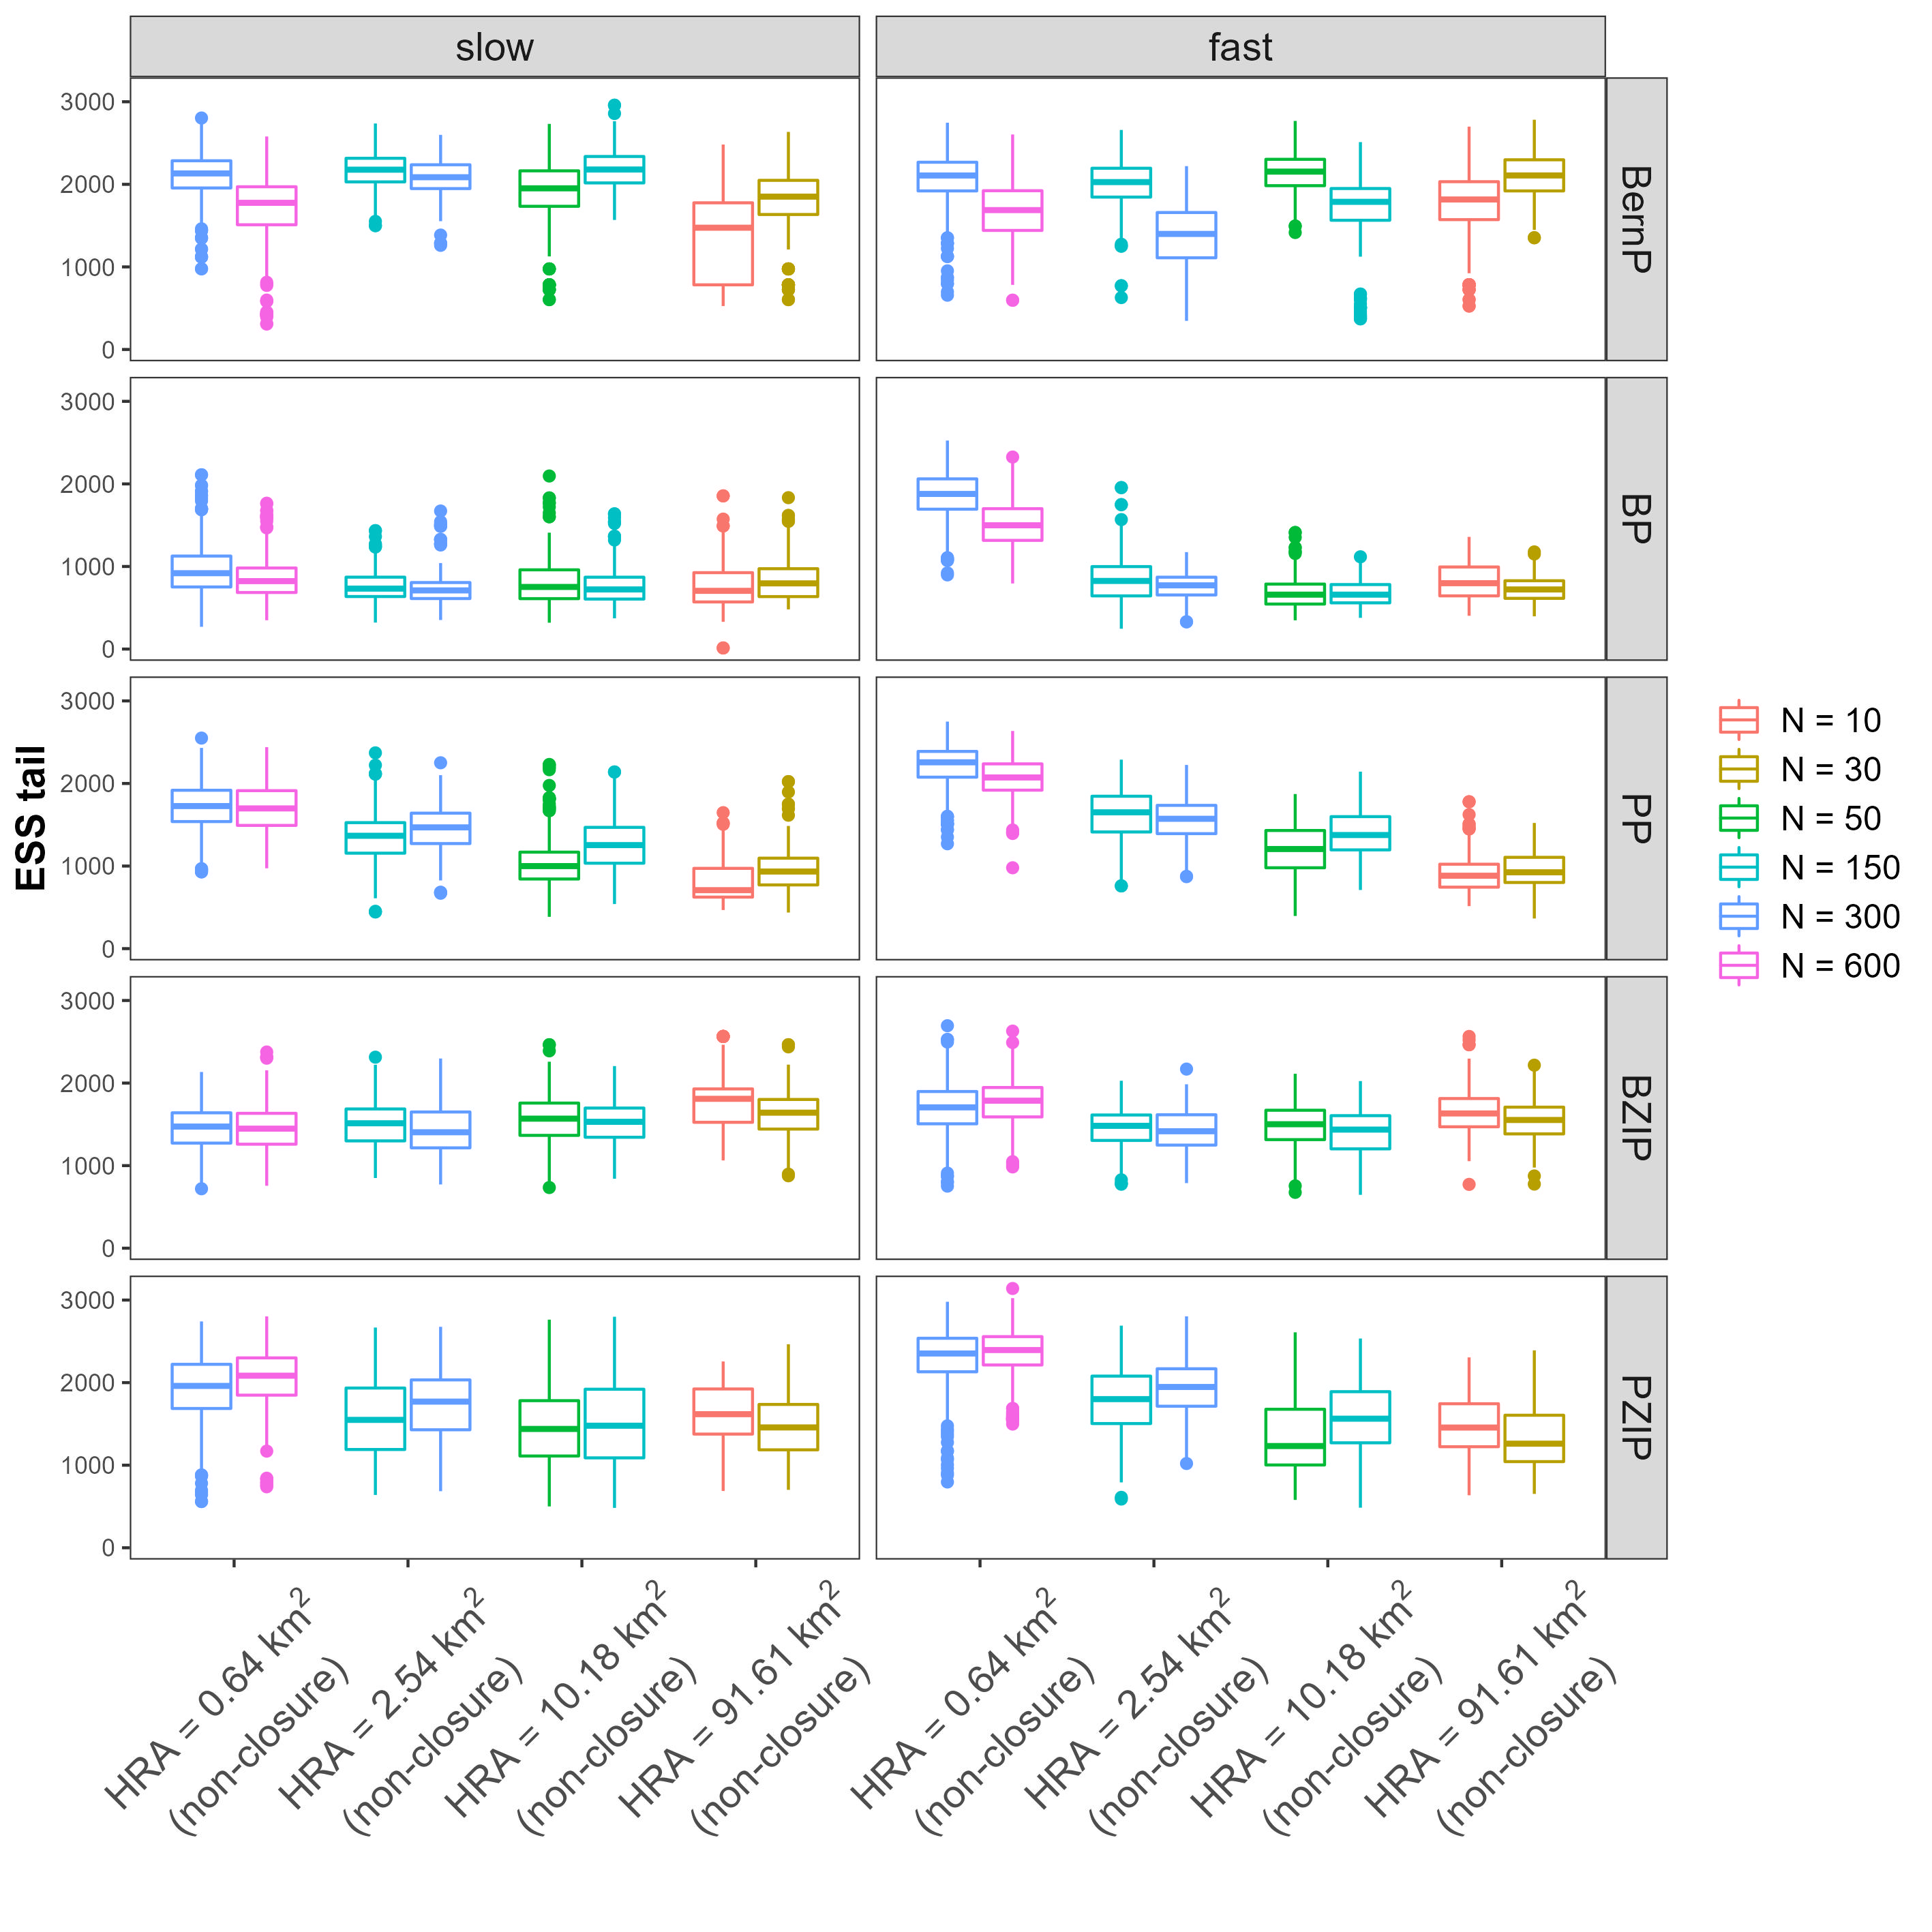 slow
fast
ESS tail
3000
2000
1000
0
BernP
3000
2000
1000
0
BP
3000
2000
1000
0
PP
3000
2000
1000
0
BZIP
3000
2000
1000
0
PZIP
HRA = 0.64 km²
(non-closure)
HRA = 2.54 km²
(non-closure)
HRA = 10.18 km²
(non-closure)
HRA = 91.61 km²
(non-closure)
HRA = 0.64 km²
(non-closure)
HRA = 2.54 km²
(non-closure)
HRA = 10.18 km²
(non-closure)
HRA = 91.61 km²
(non-closure)
N = 10
N = 30
N = 50
N = 150
N = 300
N = 600